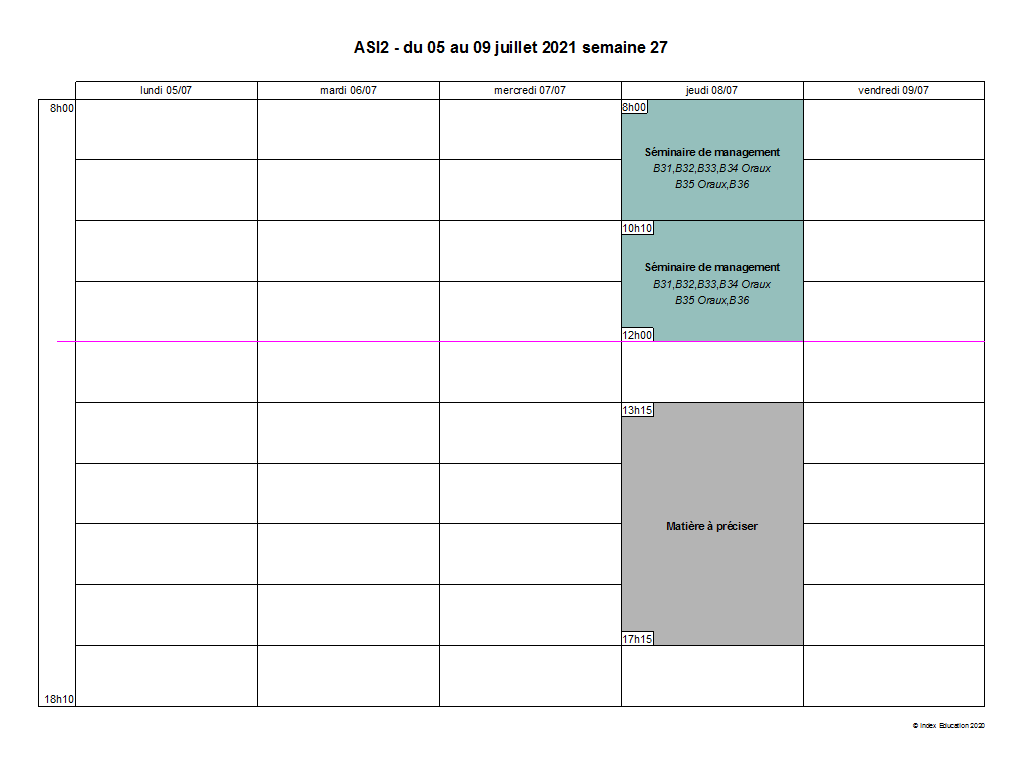 ASI2 - du 05 au 09 juillet 2021 semaine 27
lundi 05/07
mardi 06/07
mercredi 07/07
jeudi 08/07
vendredi 09/07
8h00
8h00
Séminaire de management
B31,B32,B33,B34 Oraux
B35 Oraux,B36
10h10
Séminaire de management
B31,B32,B33,B34 Oraux
B35 Oraux,B36
12h00
13h15
Matière à préciser
17h15
18h10
© Index Education 2020